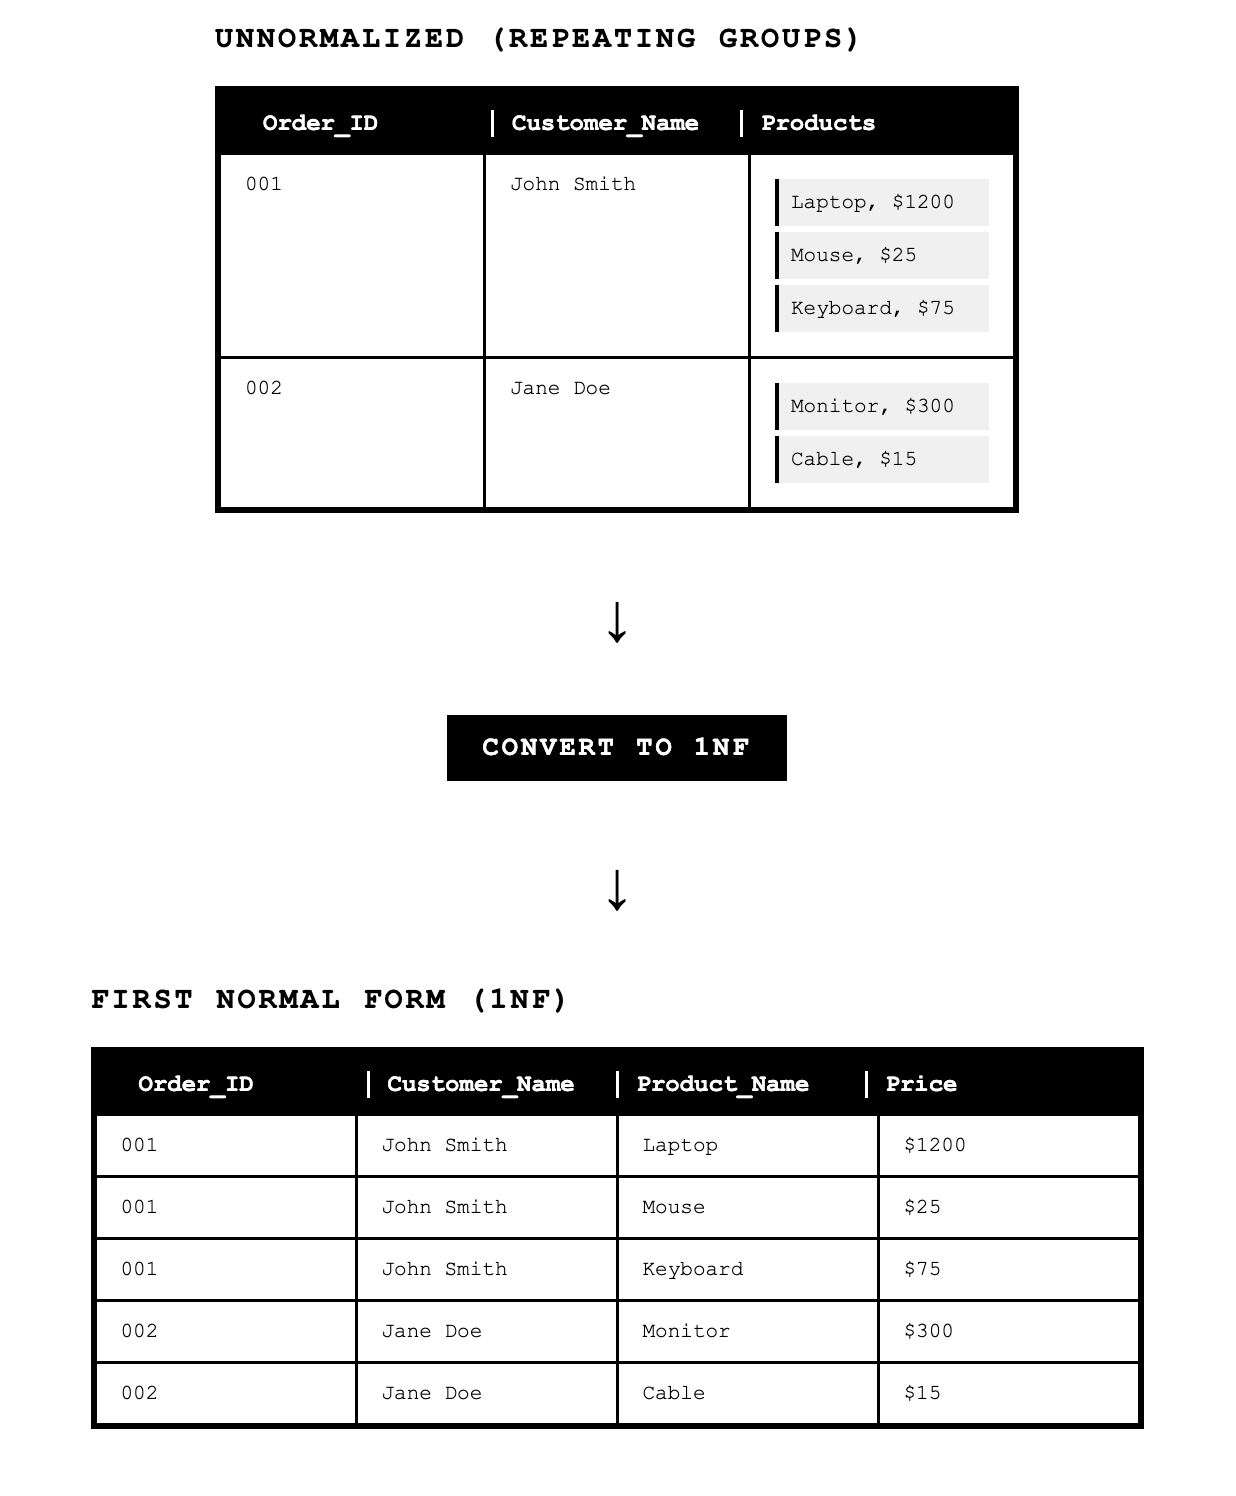 UNNORMALIZED (REPEATING GROUPS)
Order_ID | Customer_Name | Products
001 John Smith Laptop, $1200
Mouse, $25
Keyboard, $75
002 Jane Doe Monitor, $300
Cable, $15
↓
CONVERT TO 1NF
↓
FIRST NORMAL FORM (1NF)
Order_ID | Customer_Name | Product_Name | Price
001 John Smith Laptop $1200
001 John Smith Mouse $25
001 John Smith Keyboard $75
002 Jane Doe Monitor $300
002 Jane Doe Cable $15